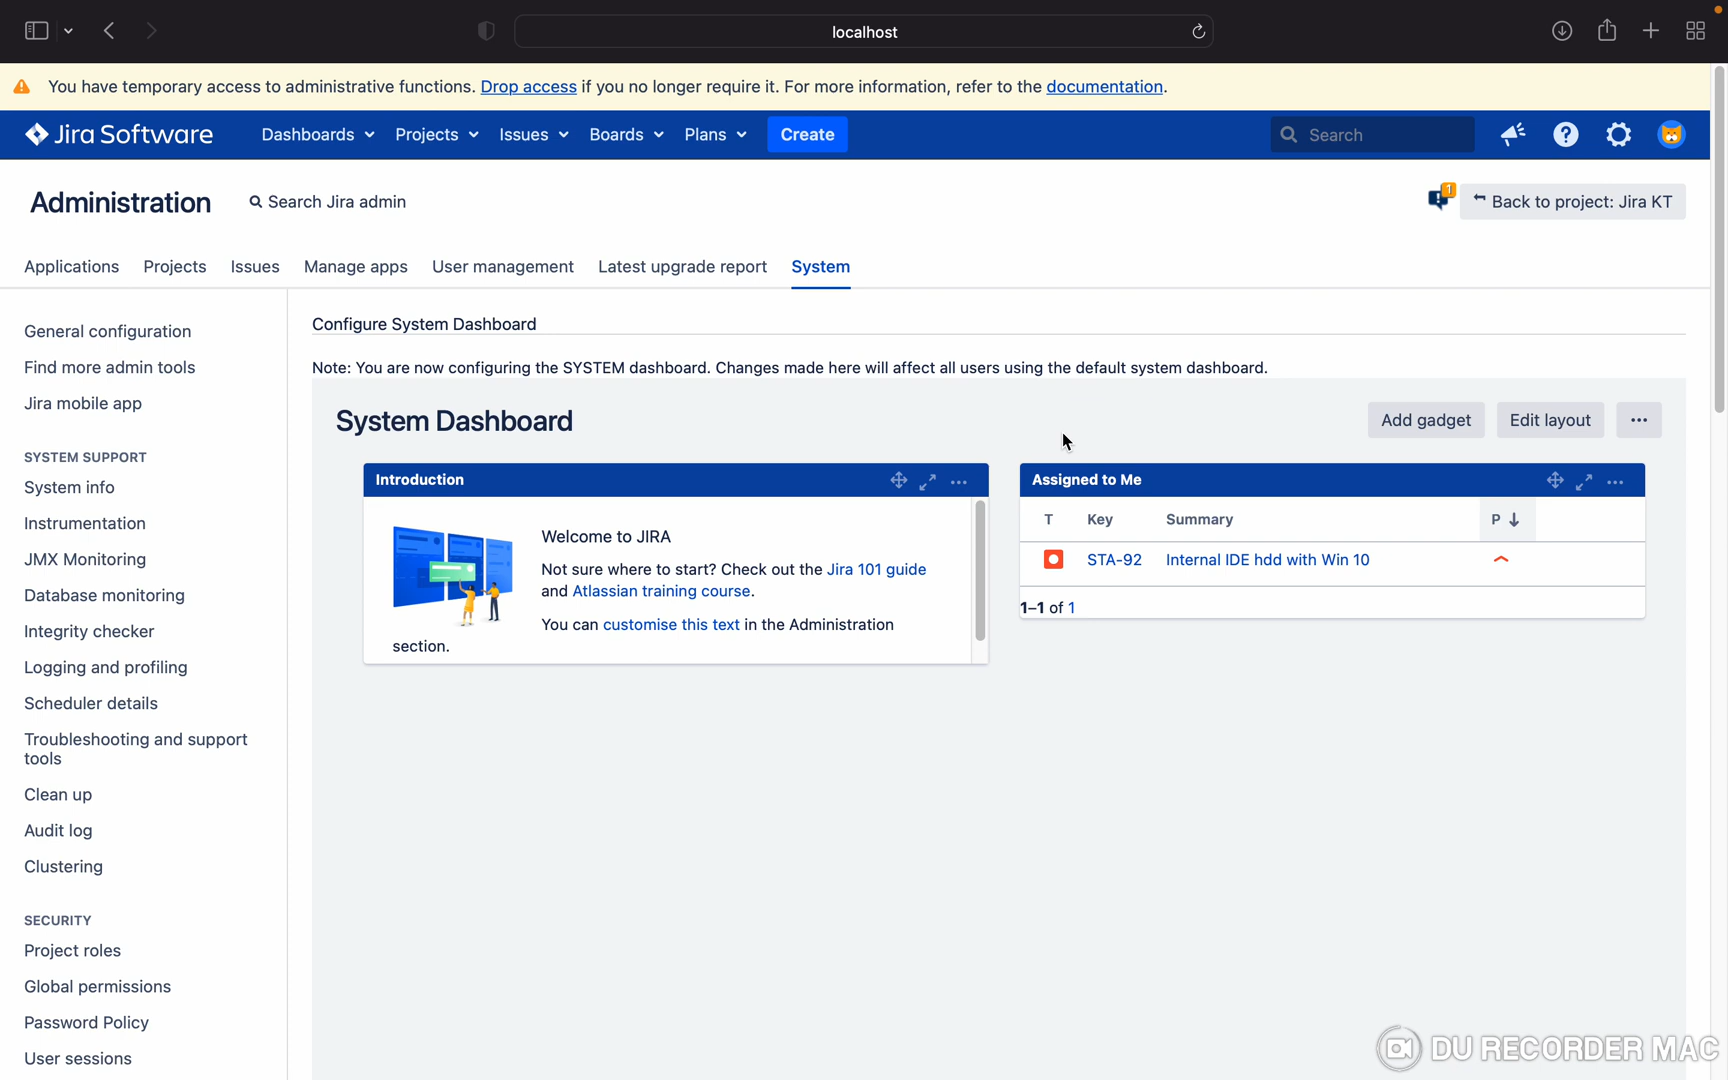 localhost
You have temporary access to administrative functions. Drop access if you no longer require it. For more information, refer to the documentation.
Jira Software Dashboards Projects Issues Boards Plans Create Search
Administration Search Jira admin 1 Back to project: Jira KT
Applications Projects Issues Manage apps User management Latest upgrade report System
General configuration
Find more admin tools
Jira mobile app
SYSTEM SUPPORT
System info
Instrumentation
JMX Monitoring
Database monitoring
Integrity checker
Logging and profiling
Scheduler details
Troubleshooting and support
tools
Clean up
Audit log
Clustering
SECURITY
Project roles
Global permissions
Password Policy
User sessions
Configure System Dashboard
Note: You are now configuring the SYSTEM dashboard. Changes made here will affect all users using the default system dashboard.
System Dashboard Add gadget Edit layout
Introduction
Welcome to JIRA
Not sure where to start? Check out the Jira 101 guide
and Atlassian training course.
You can customise this text in the Administration
section.
Assigned to Me
T Key Summary P
STA-92 Internal IDE hdd with Win 10
1–1 of 1
DU RECORDER MAC